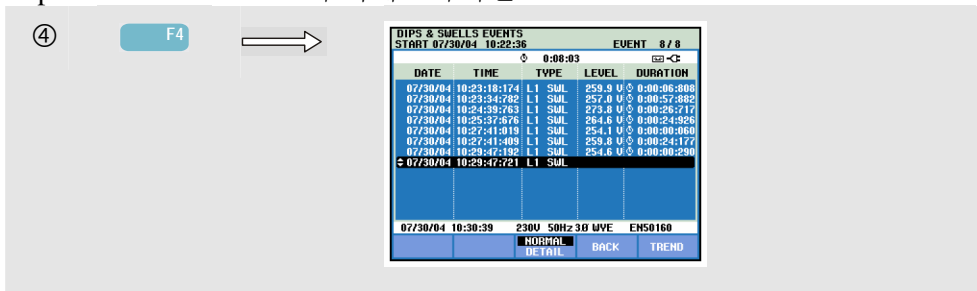 ④ F4
DIPS & SWELLS EVENTS
START 07/30/04 10:22:36 EVENT 8/8
0:08:03
DATE TIME TYPE LEVEL DURATION
07/30/04 10:23:18:174 L1 SWL 259.9 V 0:00:06:808
07/30/04 10:23:34:782 L1 SWL 257.0 V 0:00:57:882
07/30/04 10:24:39:763 L1 SWL 273.8 V 0:00:26:717
07/30/04 10:25:37:676 L1 SWL 264.6 V 0:00:24:926
07/30/04 10:27:41:019 L1 SWL 254.1 V 0:00:00:060
07/30/04 10:27:41:409 L1 SWL 259.8 V 0:00:24:177
07/30/04 10:29:47:192 L1 SWL 254.6 V 0:00:00:290
07/30/04 10:29:47:721 L1 SWL
07/30/04 10:30:39 230V 50Hz 3Ø WYE EN50160
NORMAL
DETAIL BACK TREND